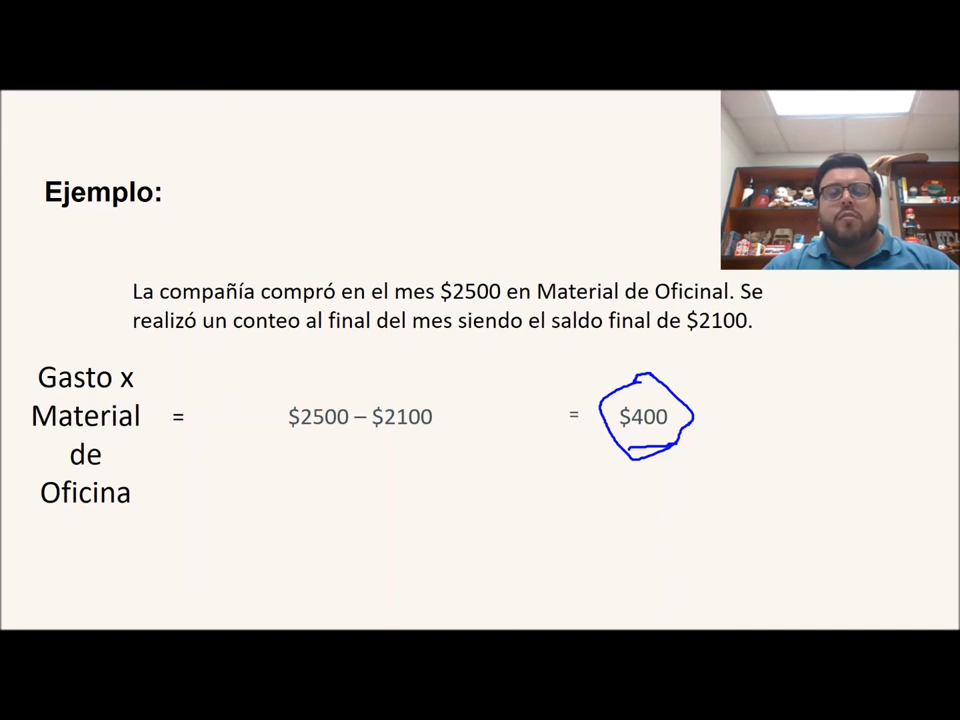 Ejemplo:
La compañía compró en el mes $2500 en Material de Oficinal. Se
realizó un conteo al final del mes siendo el saldo final de $2100.
Gasto x
Material
de
Oficina
= $2500 – $2100 = $400